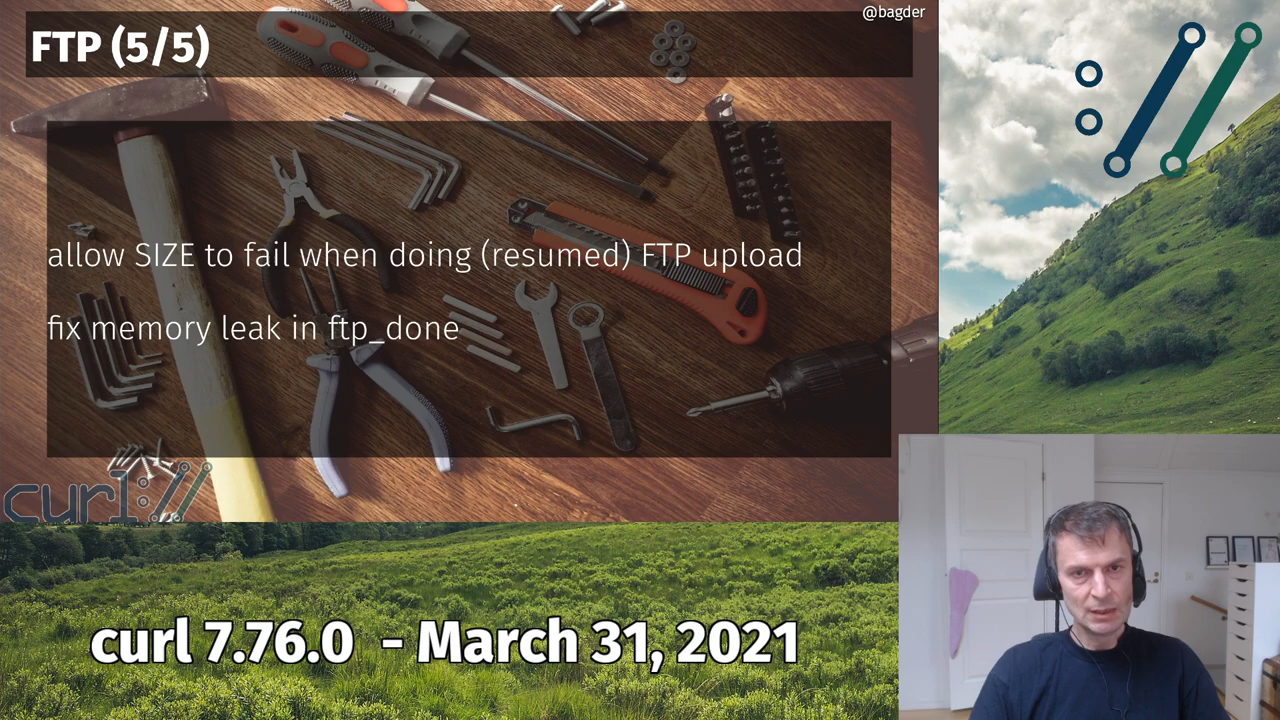 @bagder
FTP (5/5)
allow SIZE to fail when doing (resumed) FTP upload
fix memory leak in ftp_done
curl
curl 7.76.0 - March 31, 2021